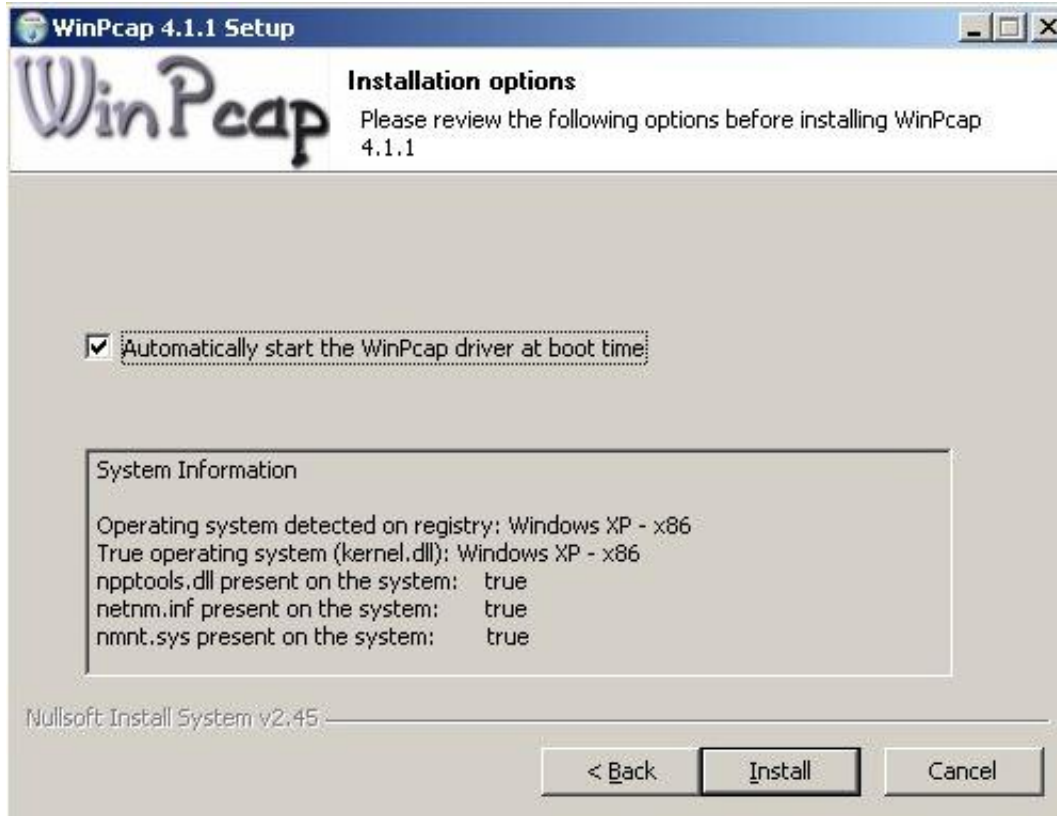 WinPcap 4.1.1 Setup
WinPcap
Installation options
Please review the following options before installing WinPcap
4.1.1
Automatically start the WinPcap driver at boot time
System Information
Operating system detected on registry: Windows XP - x86
True operating system (kernel.dll): Windows XP - x86
npptools.dll present on the system: true
netnm.inf present on the system: true
nmnt.sys present on the system: true
Nullsoft Install System v2.45
< Back
Install
Cancel